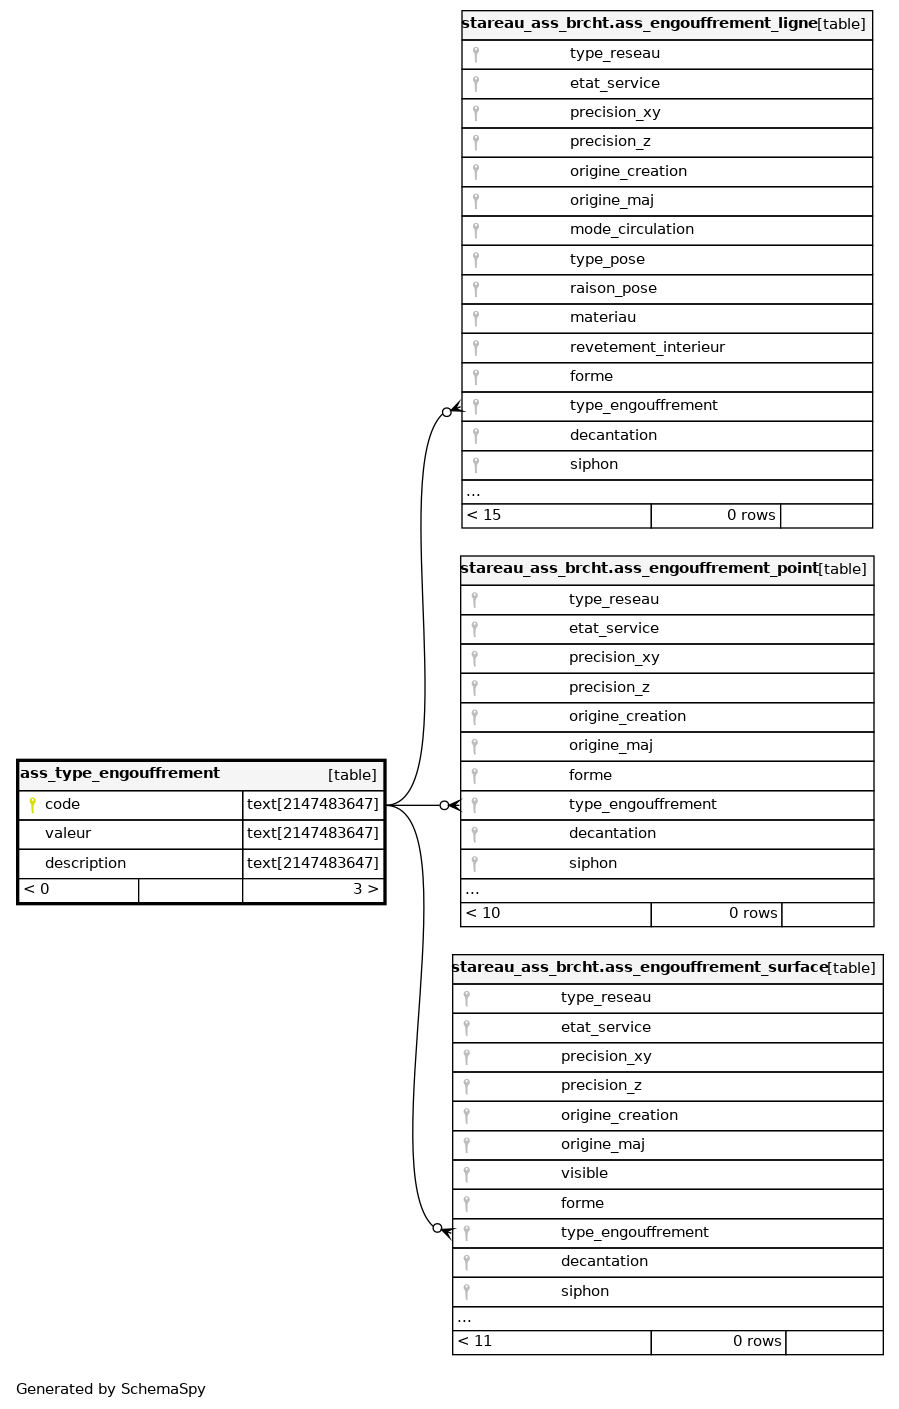 stareau_ass_brcht.ass_engouffrement_ligne [table]
type_reseau
etat_service
precision_xy
precision_z
origine_creation
origine_maj
mode_circulation
type_pose
raison_pose
materiau
revetement_interieur
forme
type_engouffrement
decantation
siphon
...
< 15 0 rows
stareau_ass_brcht.ass_engouffrement_point [table]
type_reseau
etat_service
precision_xy
precision_z
origine_creation
origine_maj
forme
type_engouffrement
decantation
siphon
...
< 10 0 rows
ass_type_engouffrement [table]
code text[2147483647]
valeur text[2147483647]
description text[2147483647]
< 0 3 >
stareau_ass_brcht.ass_engouffrement_surface [table]
type_reseau
etat_service
precision_xy
precision_z
origine_creation
origine_maj
visible
forme
type_engouffrement
decantation
siphon
...
< 11 0 rows
Generated by SchemaSpy